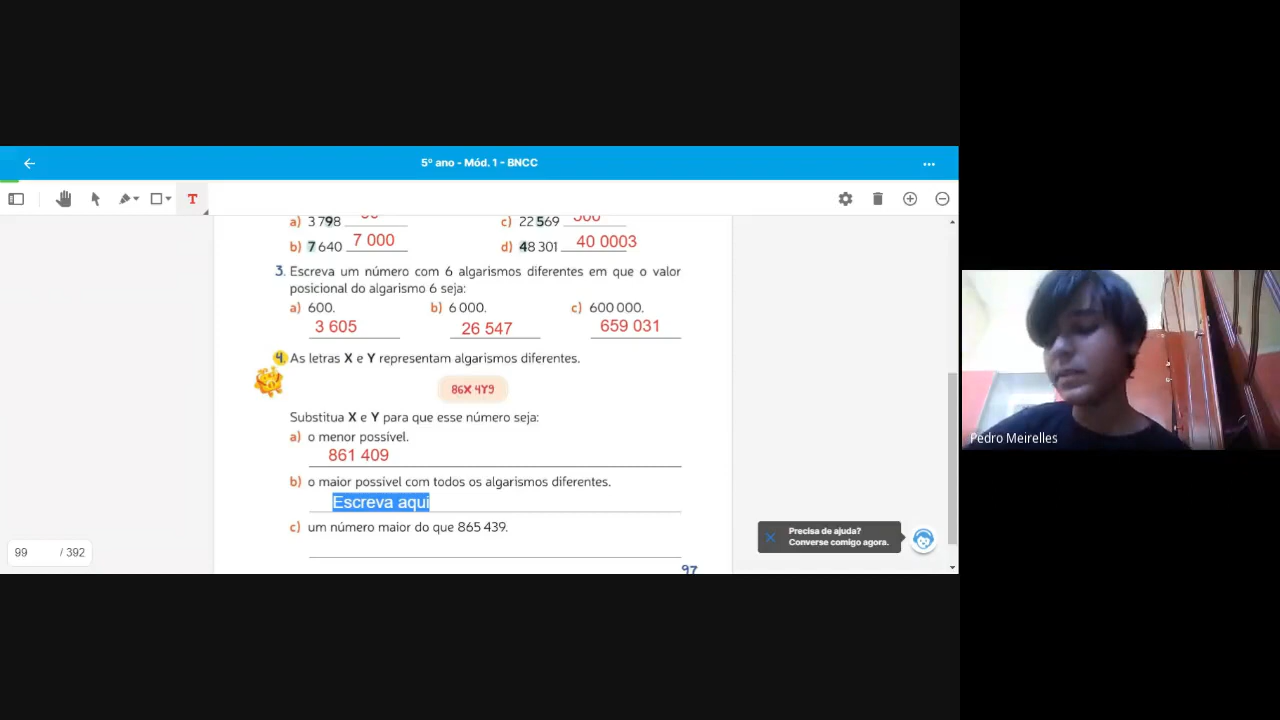 5º ano - Mód. 1 - BNCC
T
a) 3 798
c) 22 569
b) 7 640 7 000
d) 48 301 40 0003
3. Escreva um número com 6 algarismos diferentes em que o valor
posicional do algarismo 6 seja:
a) 600. b) 6 000. c) 600 000.
3 605 26 547 659 031
4. As letras X e Y representam algarismos diferentes.
86X 4Y9
Substitua X e Y para que esse número seja:
a) o menor possível.
861 409
b) o maior possível com todos os algarismos diferentes.
Escreva aqui
c) um número maior do que 865 439.
97
99 / 392
Precisa de ajuda?
Converse comigo agora.
Pedro Meirelles